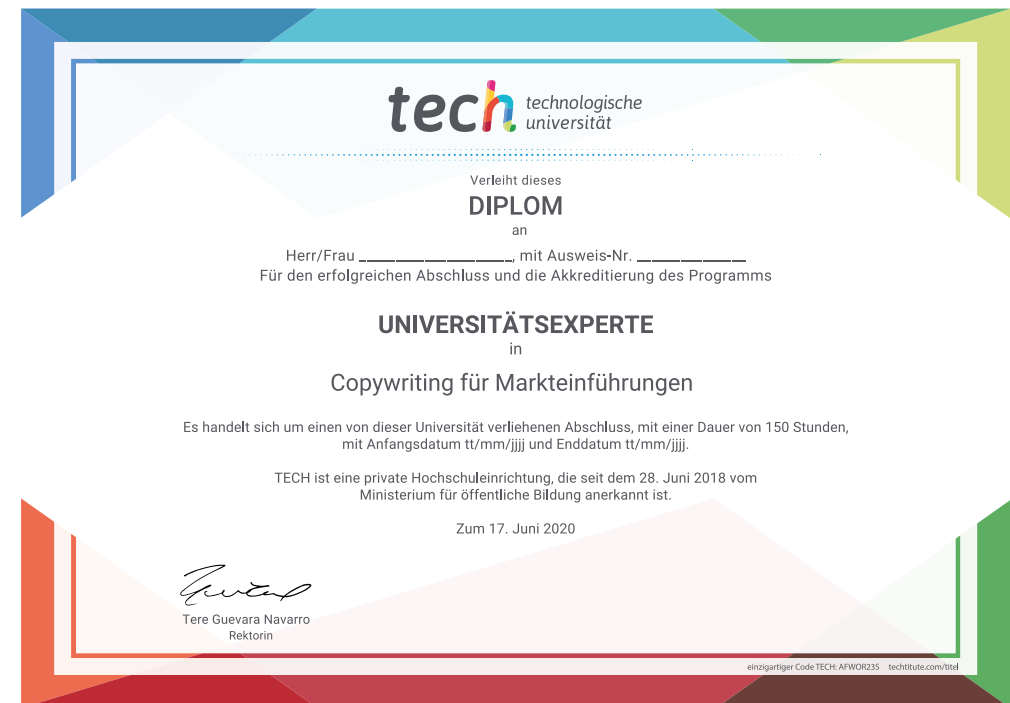 tech technologische
universität
Verleiht dieses
DIPLOM
an
Herr/Frau ____________________, mit Ausweis-Nr. ______________
Für den erfolgreichen Abschluss und die Akkreditierung des Programms
UNIVERSITÄTSEXPERTE
in
Copywriting für Markteinführungen
Es handelt sich um einen von dieser Universität verliehenen Abschluss, mit einer Dauer von 150 Stunden,
mit Anfangsdatum tt/mm/jjjj und Enddatum tt/mm/jjjj.
TECH ist eine private Hochschuleinrichtung, die seit dem 28. Juni 2018 vom
Ministerium für öffentliche Bildung anerkannt ist.
Zum 17. Juni 2020
Tere Guevara Navarro
Rektorin
einzigartiger Code TECH: AFWOR23S techtitute.com/titel